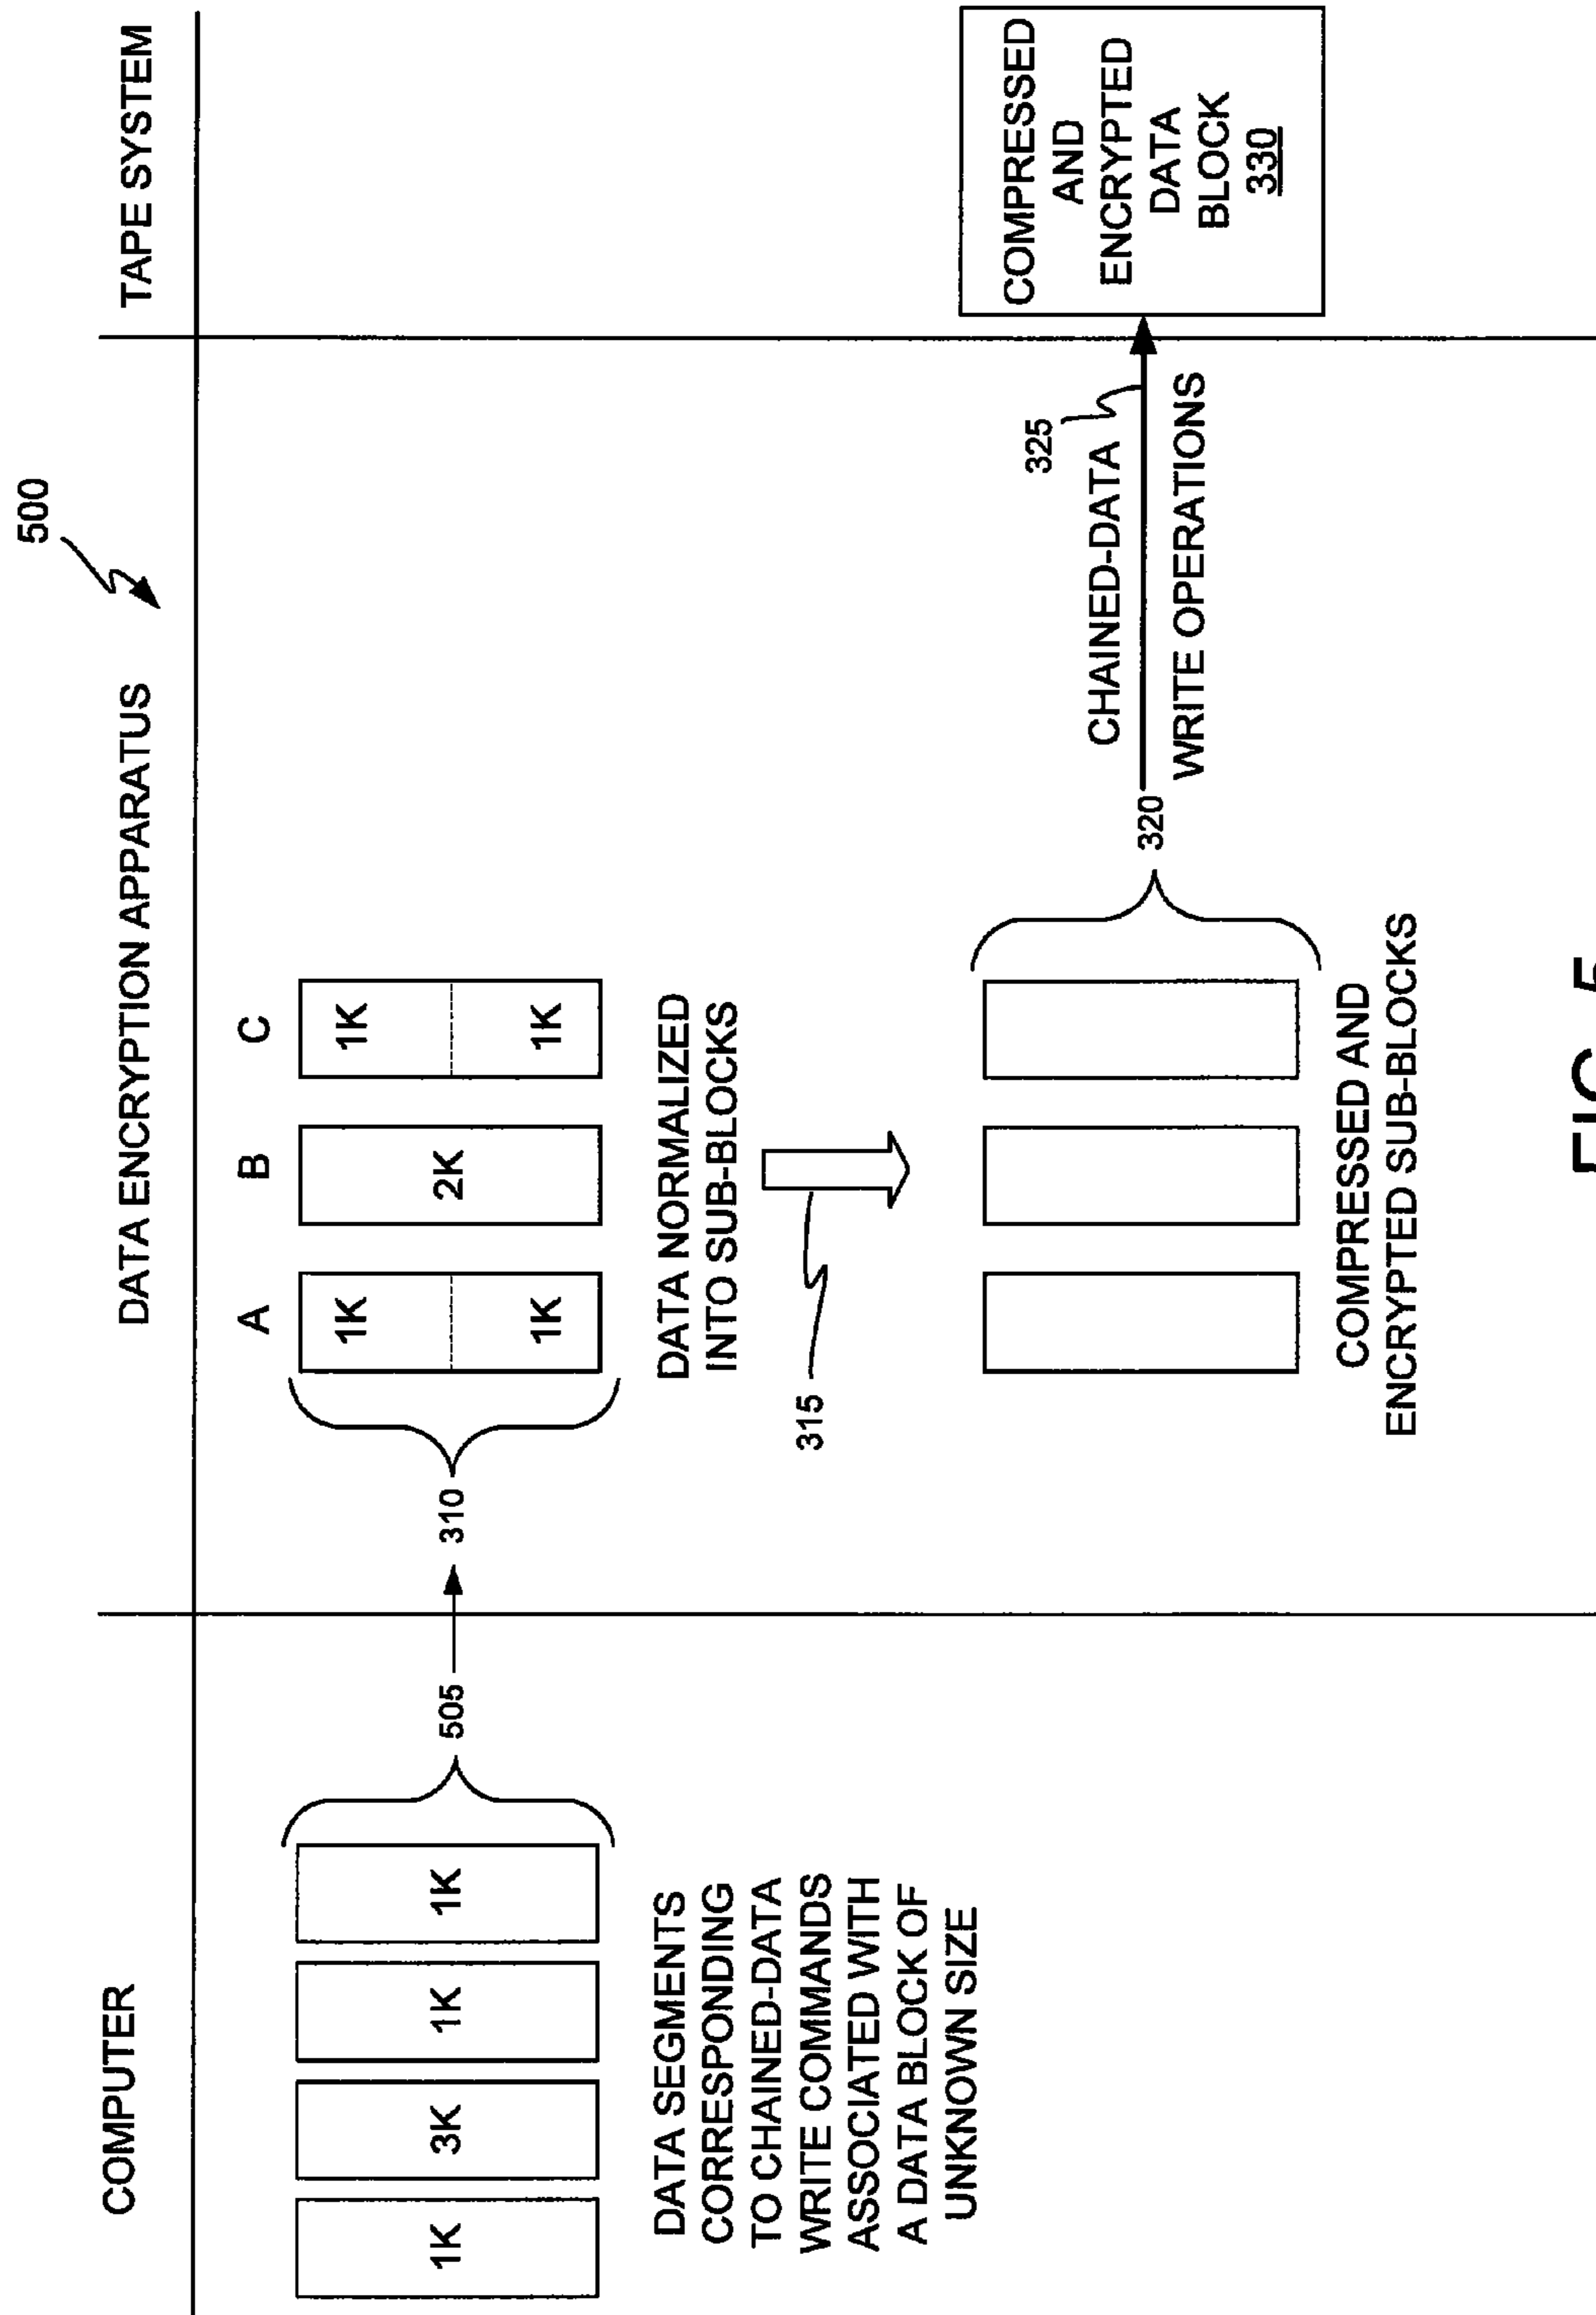 500
COMPUTER
DATA ENCRYPTION APPARATUS
TAPE SYSTEM
A
B
C
1K
3K
1K
1K
505
310
1K
1K
2K
1K
1K
DATA SEGMENTS
CORRESPONDING
TO CHAINED-DATA
WRITE COMMANDS
ASSOCIATED WITH
A DATA BLOCK OF
UNKNOWN SIZE
DATA NORMALIZED
INTO SUB-BLOCKS
315
320
COMPRESSED AND
ENCRYPTED SUB-BLOCKS
325
CHAINED-DATA
WRITE OPERATIONS
COMPRESSED
AND
ENCRYPTED
DATA
BLOCK
330